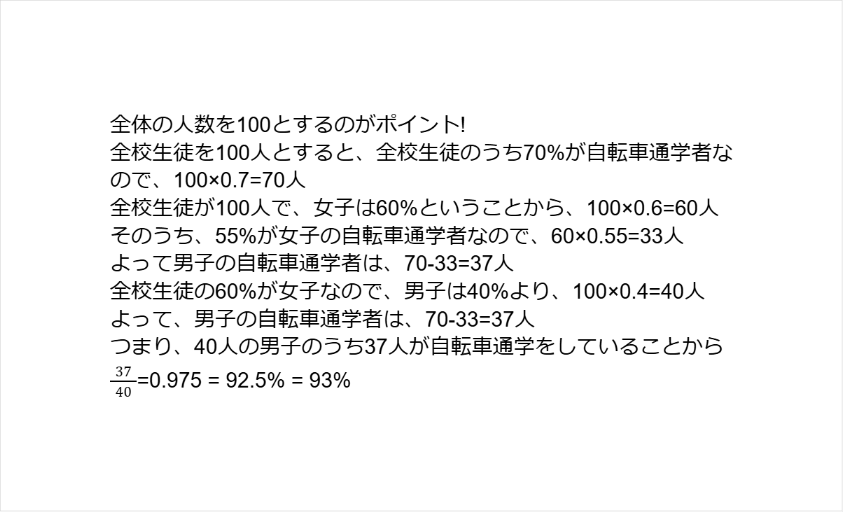 全体の人数を100とするのがポイント!
全校生徒を100人とすると、全校生徒のうち70%が自転車通学者な
ので、100×0.7=70人
全校生徒が100人で、女子は60%ということから、100×0.6=60人
そのうち、55%が女子の自転車通学者なので、60×0.55=33人
よって男子の自転車通学者は、70-33=37人
全校生徒の60%が女子なので、男子は40%より、100×0.4=40人
よって、男子の自転車通学者は、70-33=37人
つまり、40人の男子のうち37人が自転車通学をしていることから
37/40=0.975 = 92.5% = 93%